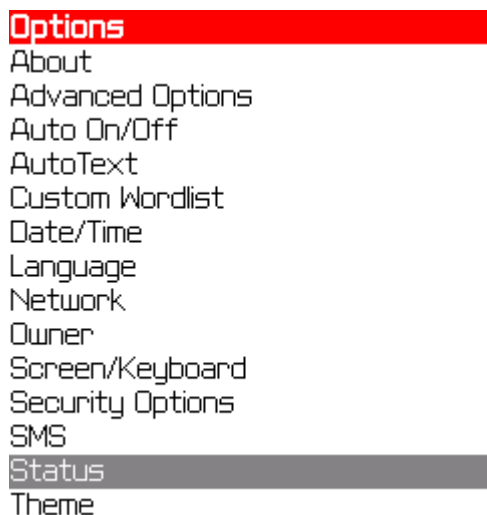 Options
About
Advanced Options
Auto On/Off
AutoText
Custom Wordlist
Date/Time
Language
Network
Owner
Screen/Keyboard
Security Options
SMS
Status
Theme